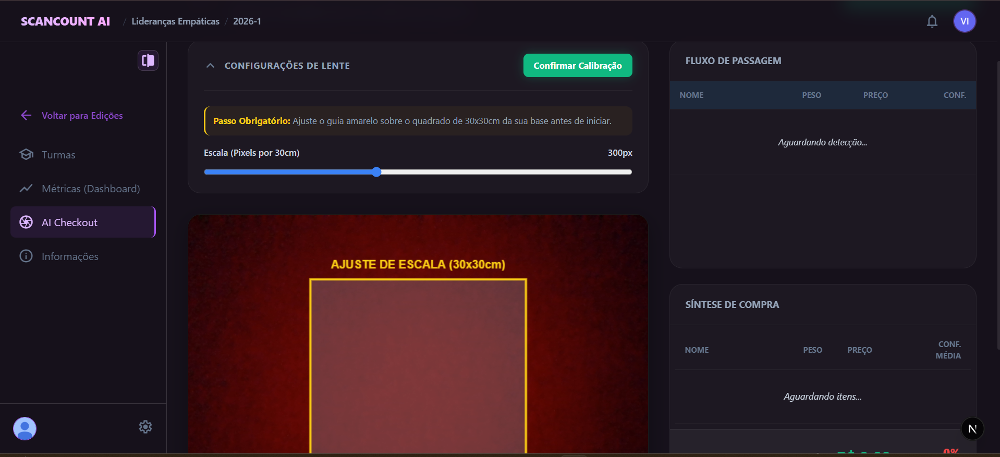 SCANCOUNT AI / Lideranças Empáticas / 2026-1
VI
Voltar para Edições
Turmas
Métricas (Dashboard)
AI Checkout
Informações
CONFIGURAÇÕES DE LENTE
Confirmar Calibração
Passo Obrigatório: Ajuste o guia amarelo sobre o quadrado de 30x30cm da sua base antes de iniciar.
Escala (Pixels por 30cm) 300px
AJUSTE DE ESCALA (30x30cm)
FLUXO DE PASSAGEM
NOME PESO PREÇO CONF.
Aguardando detecção...
SÍNTESE DE COMPRA
NOME PESO PREÇO CONF. MÉDIA
Aguardando itens...
N